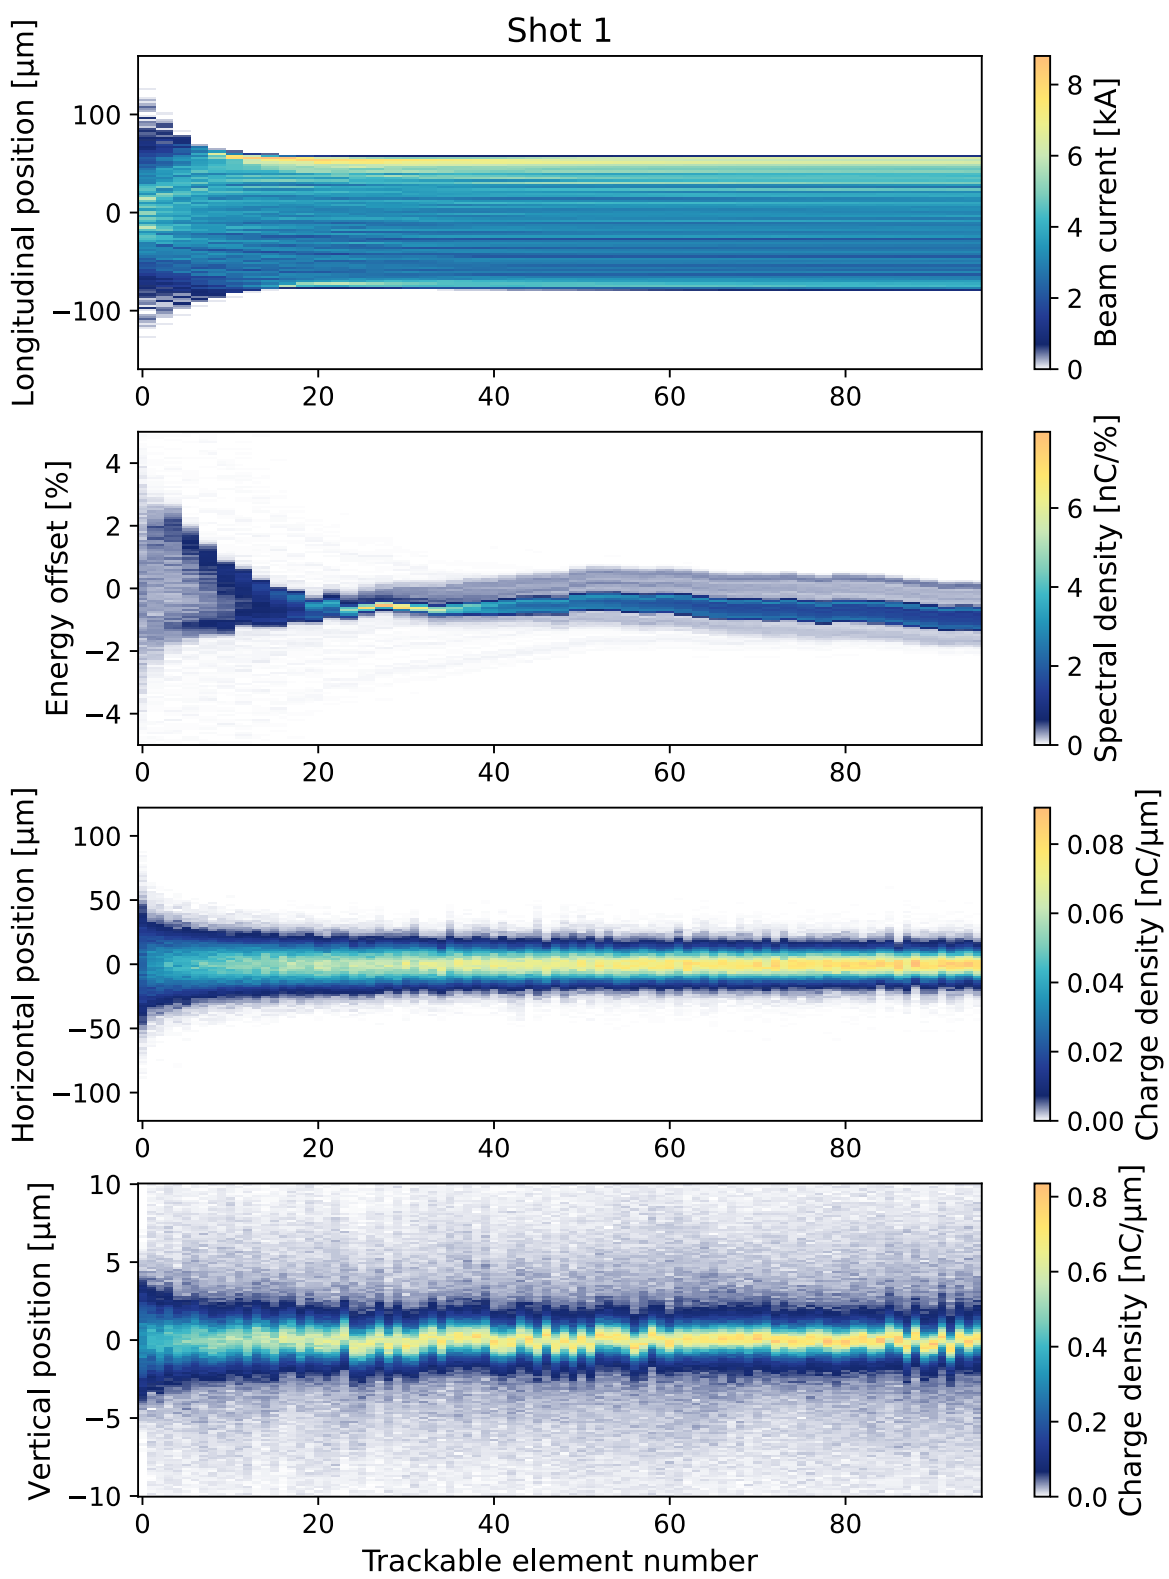 Shot 1
Longitudinal position [µm]
100
0
−100
0 20 40 60 80
8
6
4
2
0
Beam current [kA]
Energy offset [%]
4
2
0
−2
−4
0 20 40 60 80
6
4
2
0
Spectral density [nC/%]
Horizontal position [µm]
100
50
0
−50
−100
0 20 40 60 80
0.08
0.06
0.04
0.02
0.00
Charge density [nC/µm]
Vertical position [µm]
10
5
0
−5
−10
0 20 40 60 80
0.8
0.6
0.4
0.2
0.0
Charge density [nC/µm]
Trackable element number